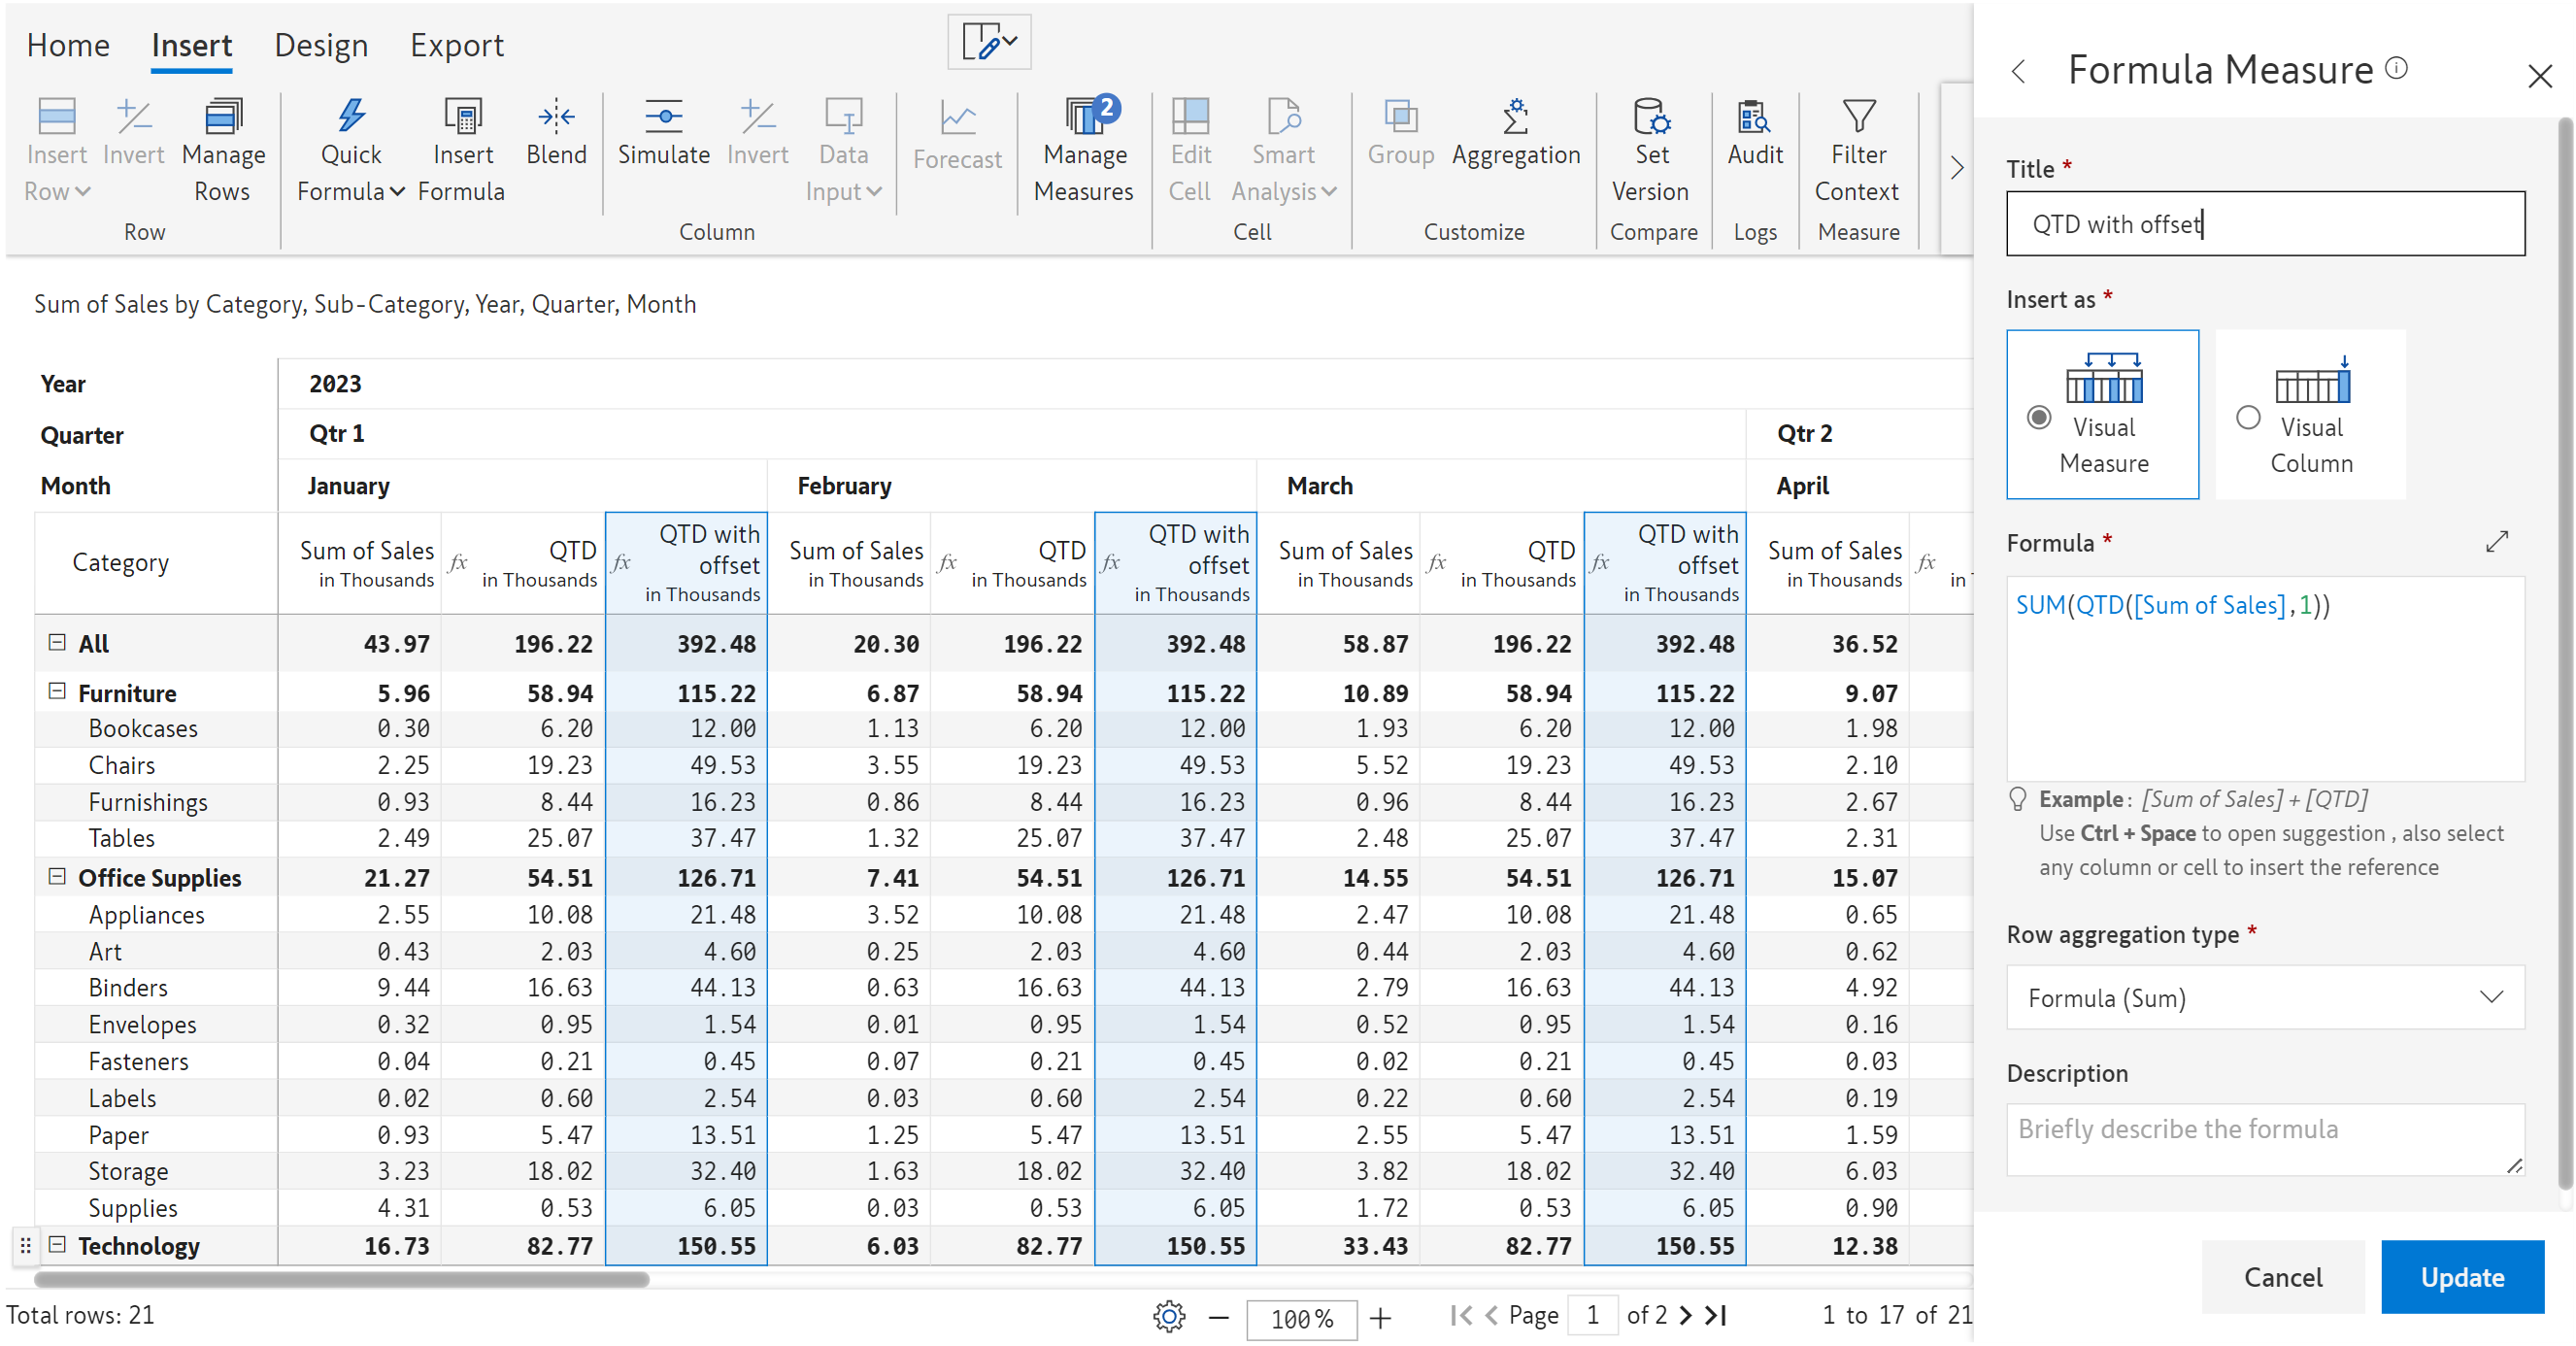 Home Insert Design Export
Insert Row Invert Manage Rows Quick Formula Insert Formula Blend Simulate Invert Data Input Forecast Manage Measures 2 Edit Cell Smart Analysis Group Aggregation Set Version Audit Filter Context
Row Column Cell Customize Compare Logs Measure
Sum of Sales by Category, Sub-Category, Year, Quarter, Month
Year 2023
Quarter Qtr 1 Qtr 2
Month January February March April
Category Sum of Sales in Thousands fx QTD in Thousands fx QTD with offset in Thousands Sum of Sales in Thousands fx QTD in Thousands fx QTD with offset in Thousands Sum of Sales in Thousands fx QTD in Thousands fx QTD with offset in Thousands Sum of Sales in Thousands fx in
All 43.97 196.22 392.48 20.30 196.22 392.48 58.87 196.22 392.48 36.52
Furniture 5.96 58.94 115.22 6.87 58.94 115.22 10.89 58.94 115.22 9.07
Bookcases 0.30 6.20 12.00 1.13 6.20 12.00 1.93 6.20 12.00 1.98
Chairs 2.25 19.23 49.53 3.55 19.23 49.53 5.52 19.23 49.53 2.10
Furnishings 0.93 8.44 16.23 0.86 8.44 16.23 0.96 8.44 16.23 2.67
Tables 2.49 25.07 37.47 1.32 25.07 37.47 2.48 25.07 37.47 2.31
Office Supplies 21.27 54.51 126.71 7.41 54.51 126.71 14.55 54.51 126.71 15.07
Appliances 2.55 10.08 21.48 3.52 10.08 21.48 2.47 10.08 21.48 0.65
Art 0.43 2.03 4.60 0.25 2.03 4.60 0.44 2.03 4.60 0.62
Binders 9.44 16.63 44.13 0.63 16.63 44.13 2.79 16.63 44.13 4.92
Envelopes 0.32 0.95 1.54 0.01 0.95 1.54 0.52 0.95 1.54 0.16
Fasteners 0.04 0.21 0.45 0.07 0.21 0.45 0.02 0.21 0.45 0.03
Labels 0.02 0.60 2.54 0.03 0.60 2.54 0.22 0.60 2.54 0.19
Paper 0.93 5.47 13.51 1.25 5.47 13.51 2.55 5.47 13.51 1.59
Storage 3.23 18.02 32.40 1.63 18.02 32.40 3.82 18.02 32.40 6.03
Supplies 4.31 0.53 6.05 0.03 0.53 6.05 1.72 0.53 6.05 0.90
Technology 16.73 82.77 150.55 6.03 82.77 150.55 33.43 82.77 150.55 12.38
Total rows: 21 100% Page 1 of 2 1 to 17 of 21
Formula Measure
Title *
QTD with offset
Insert as *
Visual Measure
Visual Column
Formula *
SUM(QTD([Sum of Sales],1))
Example : [Sum of Sales] + [QTD]
Use Ctrl + Space to open suggestion , also select
any column or cell to insert the reference
Row aggregation type *
Formula (Sum)
Description
Briefly describe the formula
Cancel Update